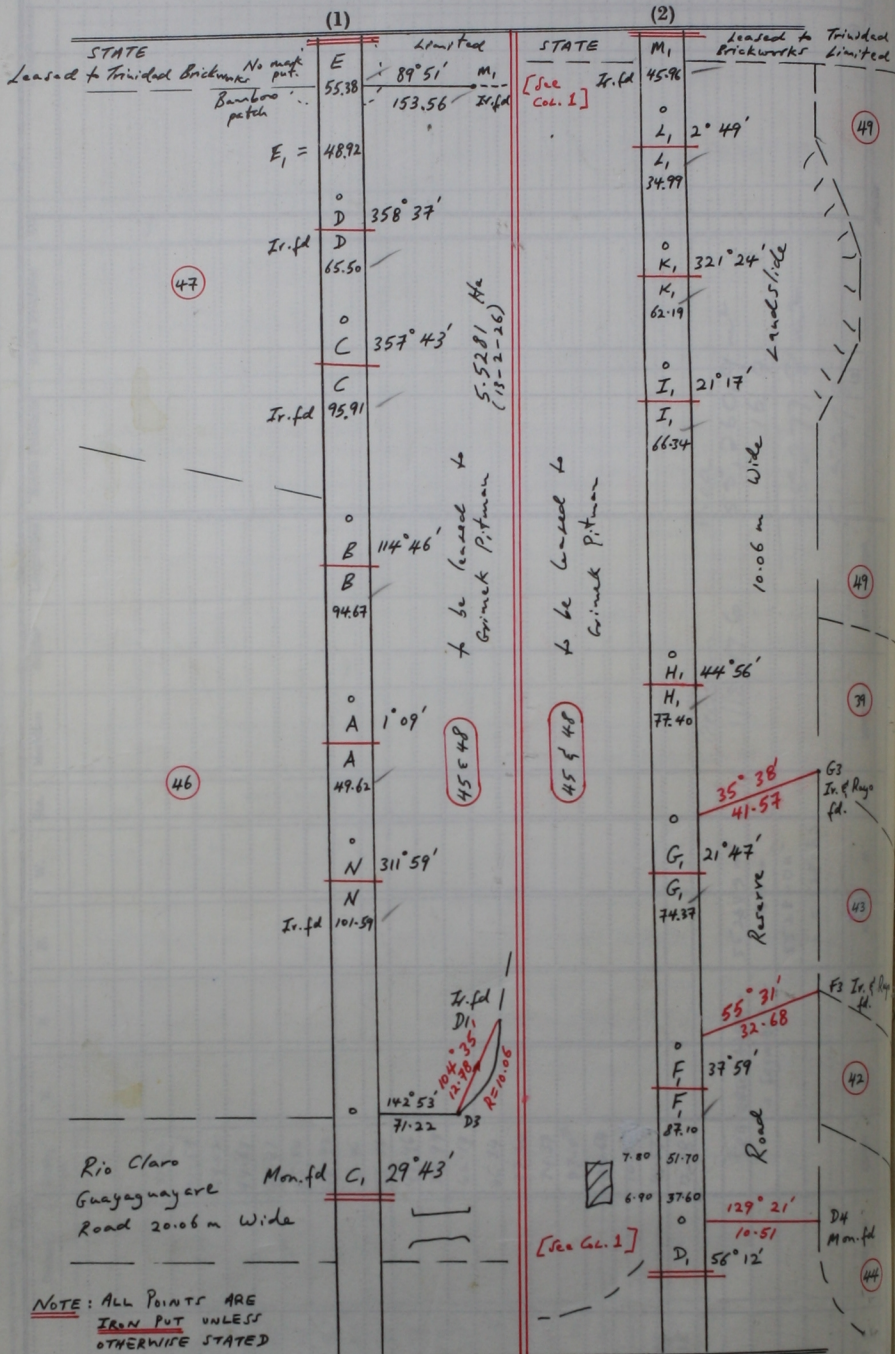 (1)
STATE
Limited
Leased to Trinidad Brickworks
No mark put.
Bamboo patch
E
55.38
89°51'
153.56
M₁
Ir.fd
E₁ = 48.92
o
D 358°37'
Ir.fd D
65.50
47
o
C 357°43'
C
Ir.fd 95.91
5.5281 Ha
(13-2-26)
to be leased to
Grimek Pitman
o
B 114°46'
B
94.67
o
A 1°09'
A
46
49.62
45 & 48
o
N 311°59'
N
Ir.fd 101.59
Ir.fd
D1,
104°35'
12.78
R=10.06
o
142°53'
71.22
D3
Rio Claro
Guayaguayare
Road 20.06 m Wide
Mon.fd C₁ 29°43'
NOTE: ALL POINTS ARE
IRON PUT UNLESS
OTHERWISE STATED
(2)
STATE
Leased to Trinidad
Brickworks Limited
[See
Col. 1]
Ir.fd
M₁
45.96
o
L₁ 2°49'
49
L₁
34.99
o
K₁ 321°24'
K₁
62.19
Landslide
o
I₁ 21°17'
I₁
66.34
to be leased to
Grimek Pitman
10.06 m Wide
49
o
H₁ 44°56'
H₁
77.40
39
45 & 48
35°38'
41.57
G3
Ir. & Rngo
fd.
o
G₁ 21°47'
G₁
74.37
Reserve
43
55°31'
32.68
F3 Ir. & Rngo
fd.
o
F₁ 37°59'
F₁
87.10
42
Road
7.80 51.70
6.90 37.60
o
129°21'
10.51
D4
Mon.fd
[See Col. 1]
D₁ 56°12'
44